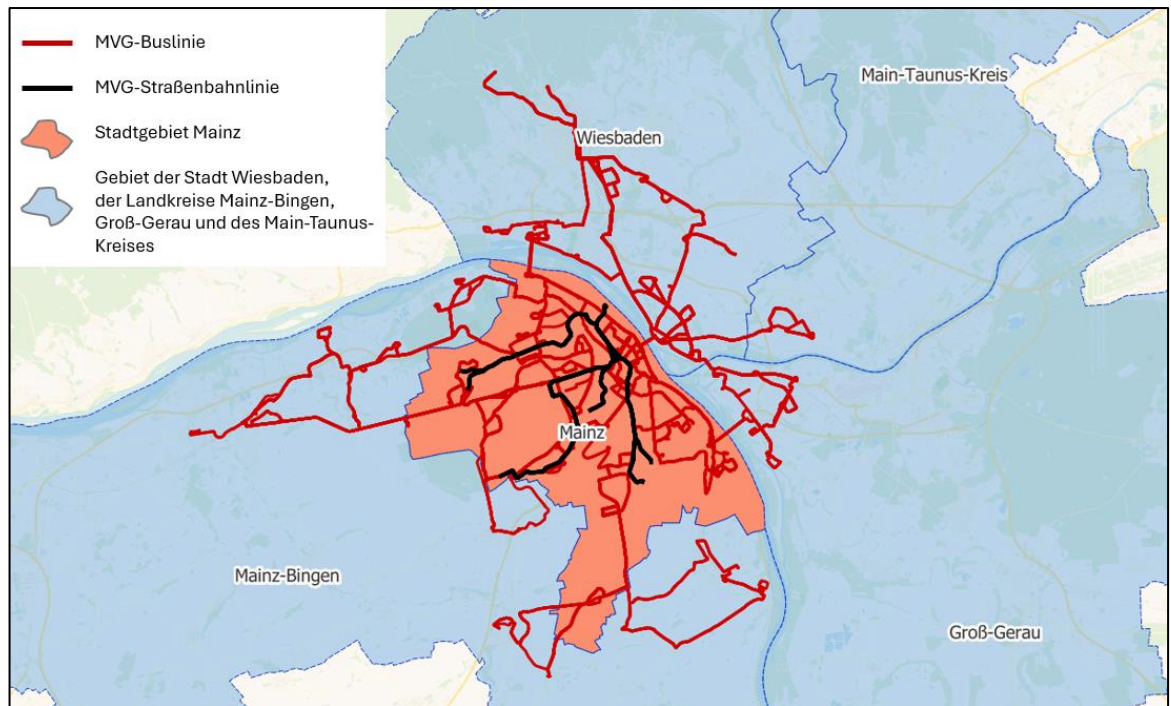 MVG-Buslinie
MVG-Straßenbahnlinie
Stadtgebiet Mainz
Gebiet der Stadt Wiesbaden,
der Landkreise Mainz-Bingen,
Groß-Gerau und des Main-Taunus-
Kreises
Main-Taunus-Kreis
Wiesbaden
Mainz
Mainz-Bingen
Groß-Gerau